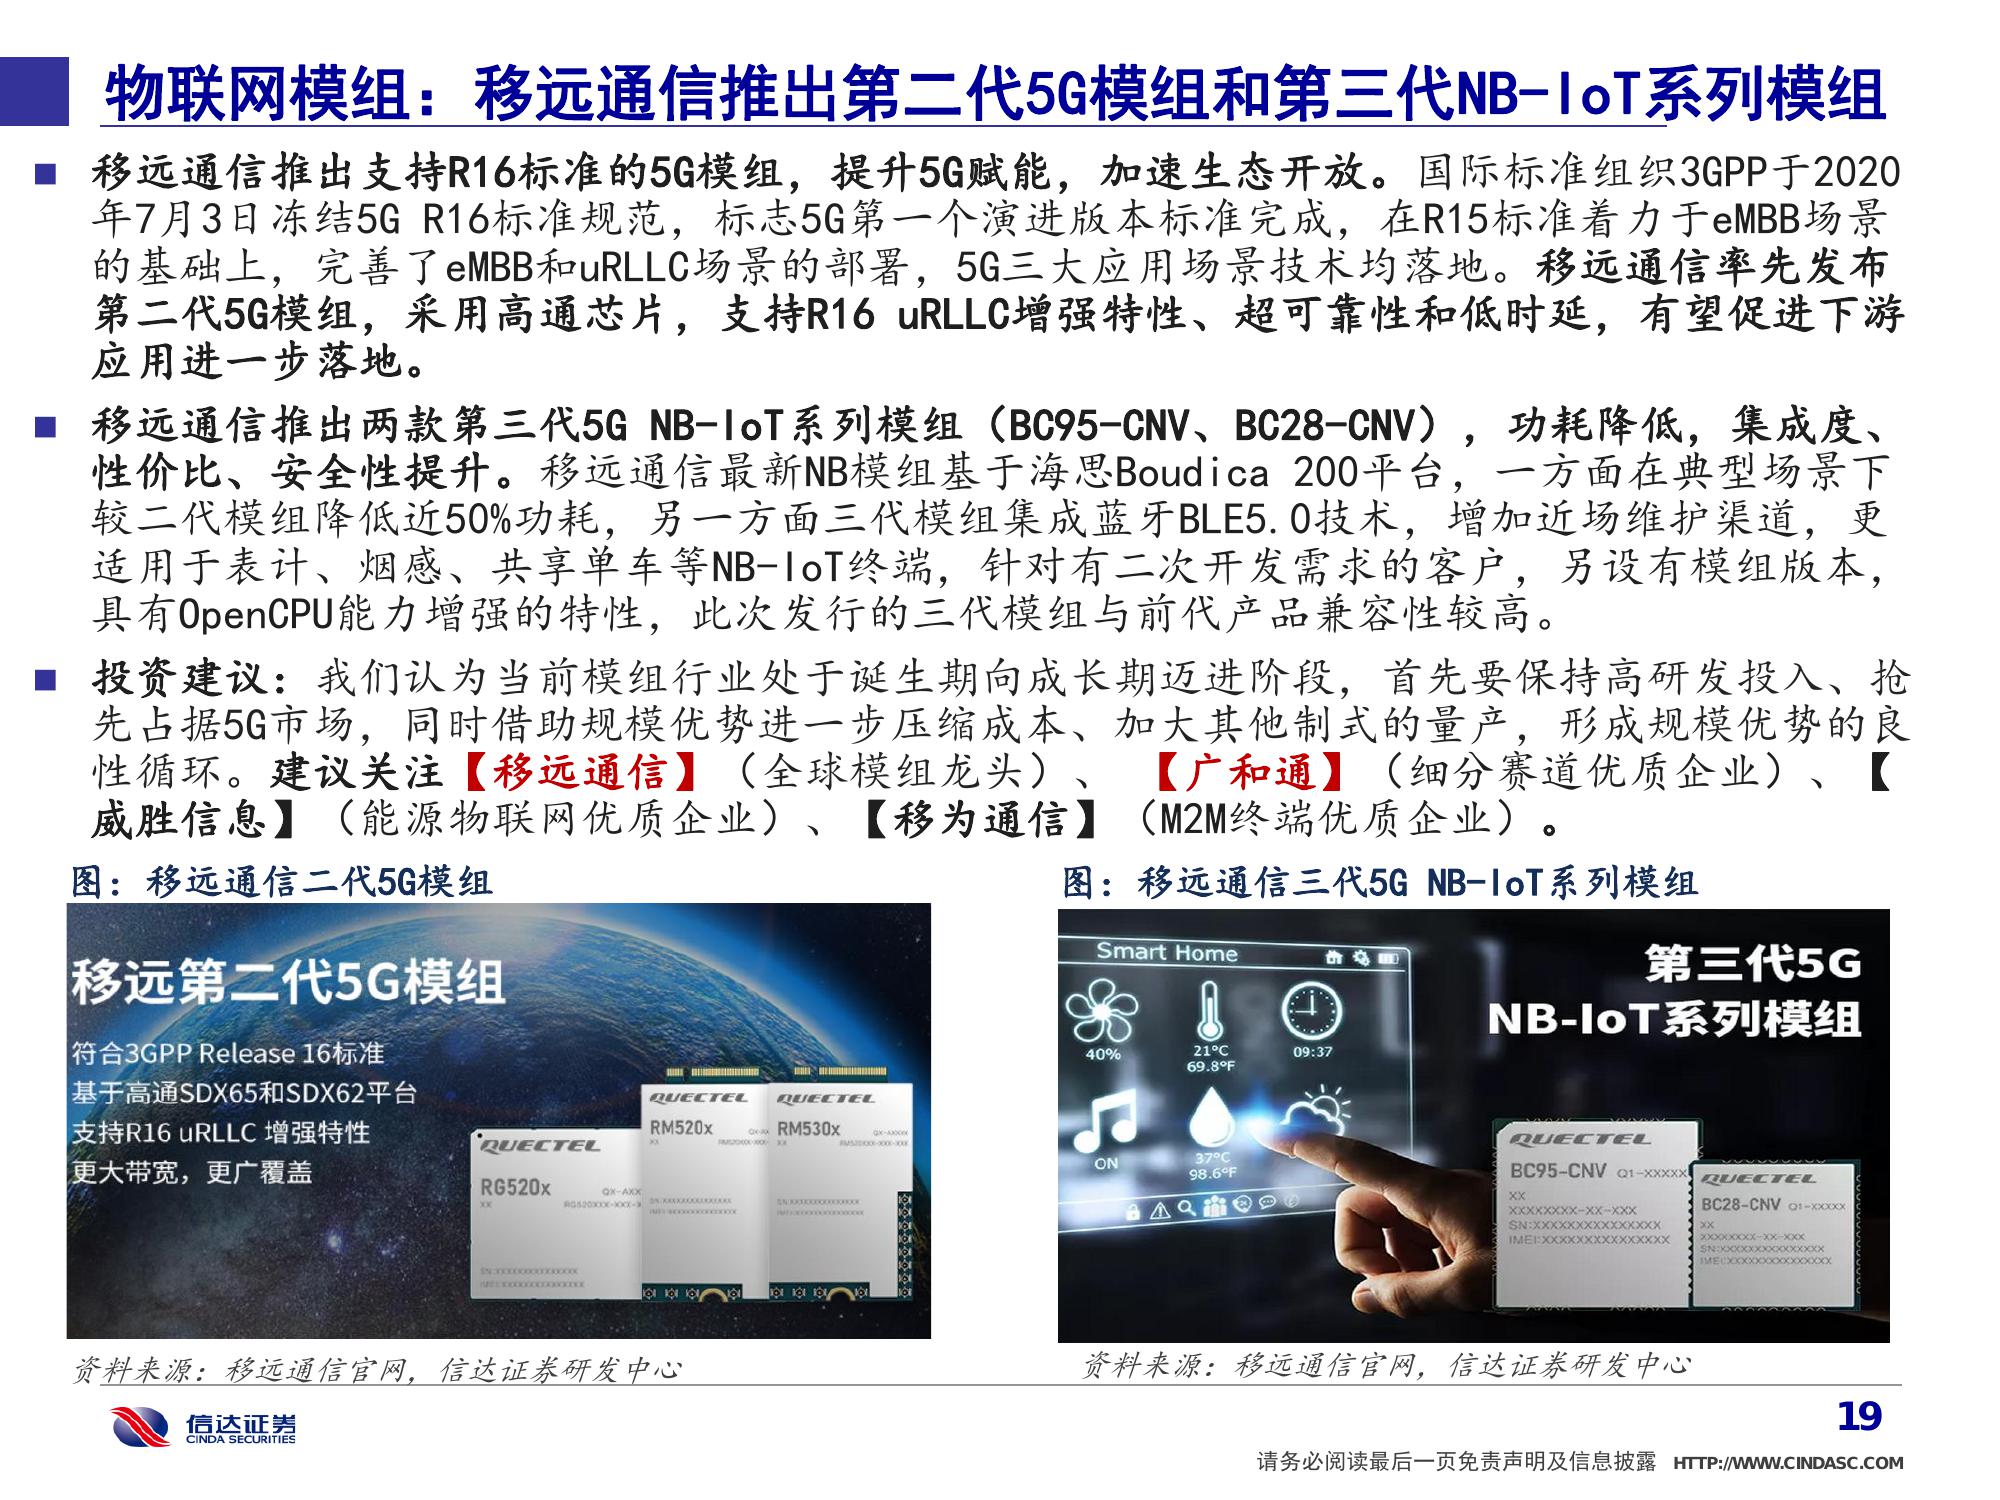 物联网模组：移远通信推出第二代5G模组和第三代NB-IoT系列模组
移远通信推出支持R16标准的5G模组，提升5G赋能，加速生态开放。国际标准组织3GPP于2020
年7月3日冻结5G R16标准规范，标志5G第一个演进版本标准完成，在R15标准着力于eMBB场景
的基础上，完善了eMBB和uRLLC场景的部署，5G三大应用场景技术均落地。移远通信率先发布
第二代5G模组，采用高通芯片，支持R16 uRLLC增强特性、超可靠性和低时延，有望促进下游
应用进一步落地。
移远通信推出两款第三代5G NB-IoT系列模组（BC95-CNV、BC28-CNV），功耗降低，集成度、
性价比、安全性提升。移远通信最新NB模组基于海思Boudica 200平台，一方面在典型场景下
较二代模组降低近50%功耗，另一方面三代模组集成蓝牙BLE5.0技术，增加近场维护渠道，更
适用于表计、烟感、共享单车等NB-IoT终端，针对有二次开发需求的客户，另设有模组版本，
具有OpenCPU能力增强的特性，此次发行的三代模组与前代产品兼容性较高。
投资建议：我们认为当前模组行业处于诞生期向成长期迈进阶段，首先要保持高研发投入、抢
先占据5G市场，同时借助规模优势进一步压缩成本、加大其他制式的量产，形成规模优势的良
性循环。建议关注【移远通信】（全球模组龙头）、【广和通】（细分赛道优质企业）、【
威胜信息】（能源物联网优质企业）、【移为通信】（M2M终端优质企业）。
图：移远通信二代5G模组
移远第二代5G模组
符合3GPP Release 16标准
基于高通SDX65和SDX62平台
支持R16 uRLLC 增强特性
更大带宽，更广覆盖
QUECTEL
RG520x
QUECTEL
RM520x
QUECTEL
RM530x
资料来源：移远通信官网，信达证券研发中心
图：移远通信三代5G NB-IoT系列模组
Smart Home
40%
21°C
69.8°F
09:37
ON
37°C
98.6°F
第三代5G
NB-IoT系列模组
QUECTEL
BC95-CNV Q1-XXXXX
XX
XXXXXXXX-XX-XXX
SN:XXXXXXXXXXXXXXX
IMEI:XXXXXXXXXXXXXXX
QUECTEL
BC28-CNV Q1-XXXXX
XX
XXXXXXXX-XX-XXX
SN:XXXXXXXXXXXXXXX
IMEI:XXXXXXXXXXXXXXX
资料来源：移远通信官网，信达证券研发中心
信达证券
CINDA SECURITIES
19
请务必阅读最后一页免责声明及信息披露 HTTP://WWW.CINDASC.COM